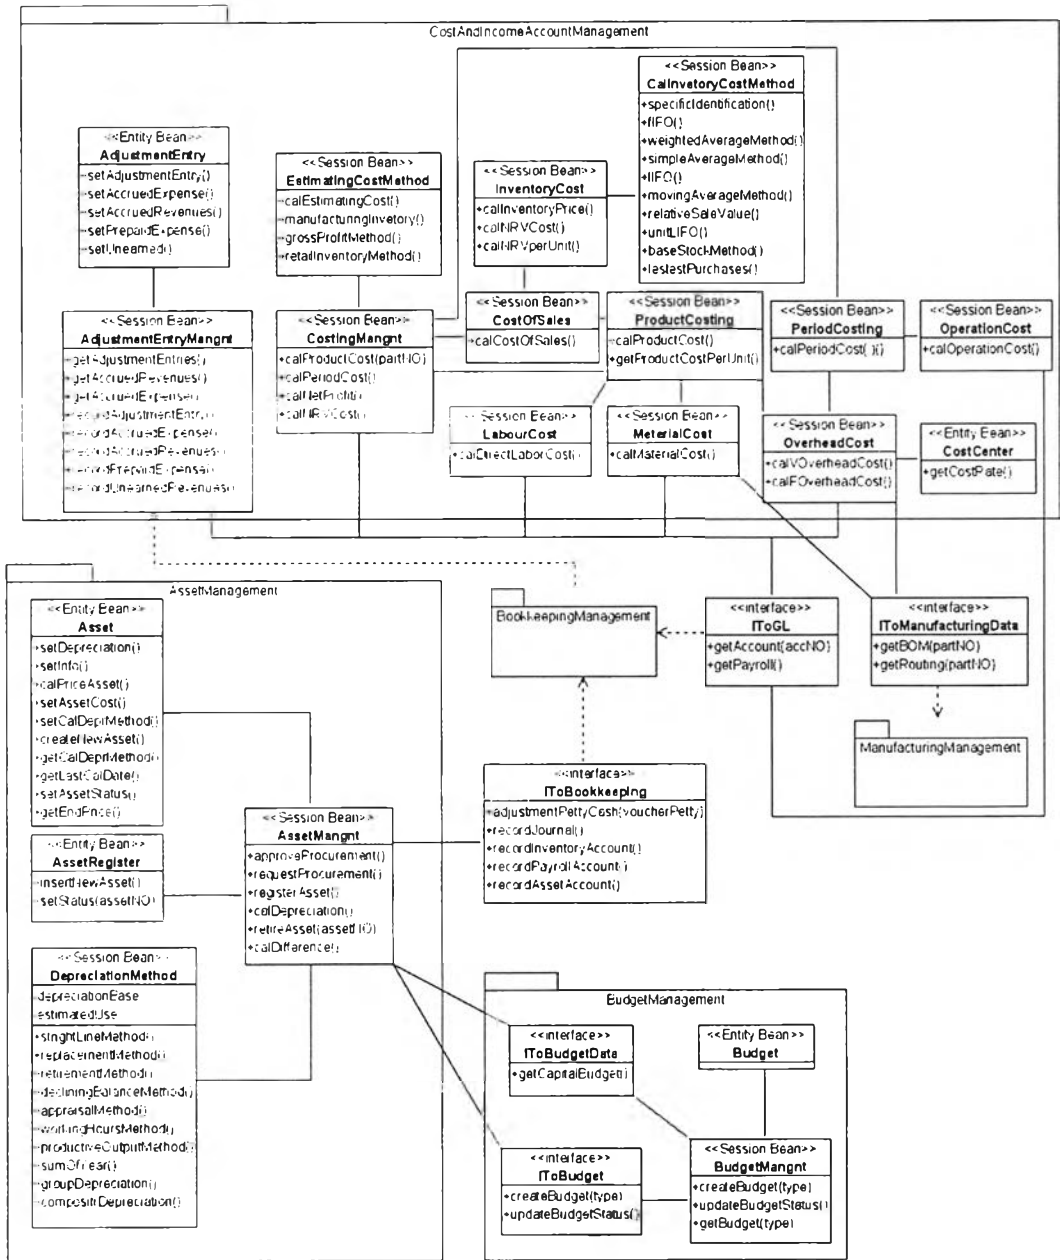 CostAndIncomeAccountManagement
<<Entity Bean>>
AdjustmentEntry
setAdjustmentEntry()
setAccruedExpense()
setAccruedRevenues()
setPrepaidExpense()
<<Session Bean>>
AdjustmentEntryMangnt
getAdjustmentEntries()
getAccruedRevenues()
getAccruedExpense()
recordAdjustmentEntry()
recordAccruedExpense()
recordAccruedRevenues()
recordPrepaidExpense()
recordUnearnedRevenues()
<<Session Bean>>
EstimatingCostMethod
calEstimatingCost()
grossProfitMethod()
retailInventoryMethod()
<<Session Bean>>
CostingMangnt
+calProductCost(partNO)
+calPeriodCost()
+calNetProfit()
+calNRVCost()
<<Session Bean>>
InventoryCost
+calInventoryPrice()
+calNRVCost()
+calNRVperUnit()
<<Session Bean>>
CalInvetoryCostMethod
+specificIdentification()
+fIFO()
+weightedAverageMethod()
+simpleAverageMethod()
+lIFO()
+movingAverageMethod()
+relativeSaleValue()
+unitLIFO()
+baseStockMethod()
+lastestPurchases()
<<Session Bean>>
CostOfSales
+calCostOfSales()
<<Session Bean>>
ProductCosting
calProductCost()
+getProductCostPerUnit()
<<Session Bean>>
PeriodCosting
+calPeriodCost( )()
<<Session Bean>>
OperationCost
+calOperationCost()
<<Session Bean>>
LabourCost
+calDirectLaborCost()
<<Session Bean>>
MeterialCost
+calMaterialCost()
<<Session Bean>>
OverheadCost
+calVOverheadCost()
+calFOverheadCost()
<<Entity Bean>>
CostCenter
+getCostRate()
AssetManagement
<<Entity Bean>>
Asset
+setDepreciation()
+setInfo()
+calPriceAsset()
+setAssetCost()
+setCalDeprMethod()
+createNewAsset()
+getCalDeprMethod()
+getLastCalDate()
+setAssetStatus()
+getEndPrice()
<<Entity Bean>>
AssetRegister
insertNewAsset()
setStatus(assetNO)
<<Session Bean>>
DepreciationMethod
estimatedUse
+replacementMethod()
+retirementMethod()
decliningBalanceMethod()
appraisalMethod()
workingHoursMethod()
productiveOutputMethod()
sumOfYear()
groupDepreciation()
<<Session Bean>>
AssetMangnt
+approveProcurement()
+requestProcurement()
+registerAsset()
+calDepreciation()
+retireAsset(assetNO)
+calDifference()
BookkeepingManagement
<<interface>>
IToGL
+getAccount(accNO)
+getPayroll()
<<interface>>
IToManufacturingData
+getBOM(partNO)
+getRouting(partNO)
ManufacturingManagement
<<interface>>
IToBookkeeping
+adjustmentPettyCash(voucherPetty)
+recordJournal()
+recordInventoryAccount()
+recordPayrollAccount()
+recordAssetAccount()
BudgetManagement
<<interface>>
IToBudgetData
+getCapitalBudget()
<<Entity Bean>>
Budget
<<interface>>
IToBudget
+createBudget(type)
+updateBudgetStatus()
<<Session Bean>>
BudgetMangnt
+createBudget(type)
+updateBudgetStatus()
+getBudget(type)